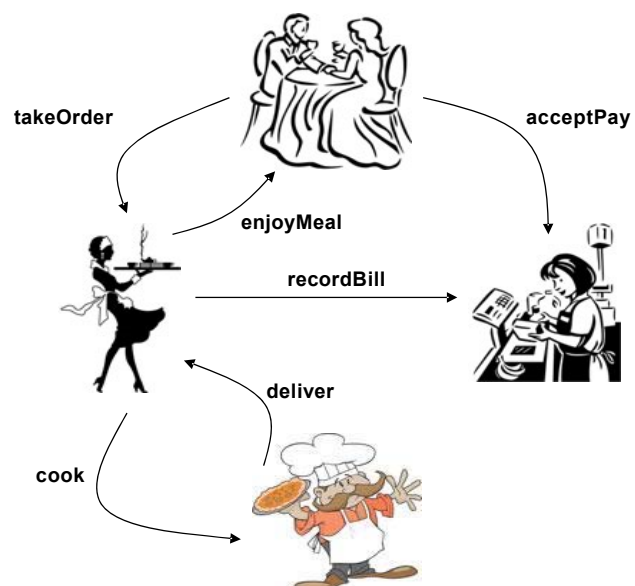 takeOrder
acceptPay
enjoyMeal
recordBill
deliver
cook